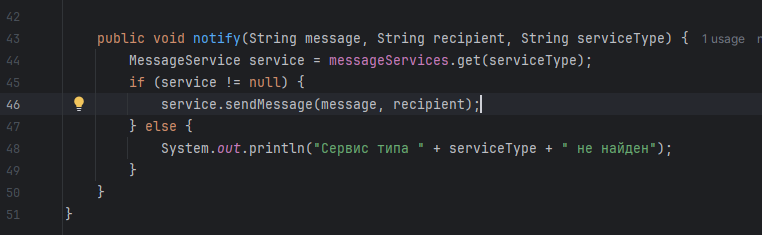 42
43 public void notify(String message, String recipient, String serviceType) { 1 usage
44 MessageService service = messageServices.get(serviceType);
45 if (service != null) {
46 service.sendMessage(message, recipient);
47 } else {
48 System.out.println("Сервис типа " + serviceType + " не найден");
49 }
50 }
51 }